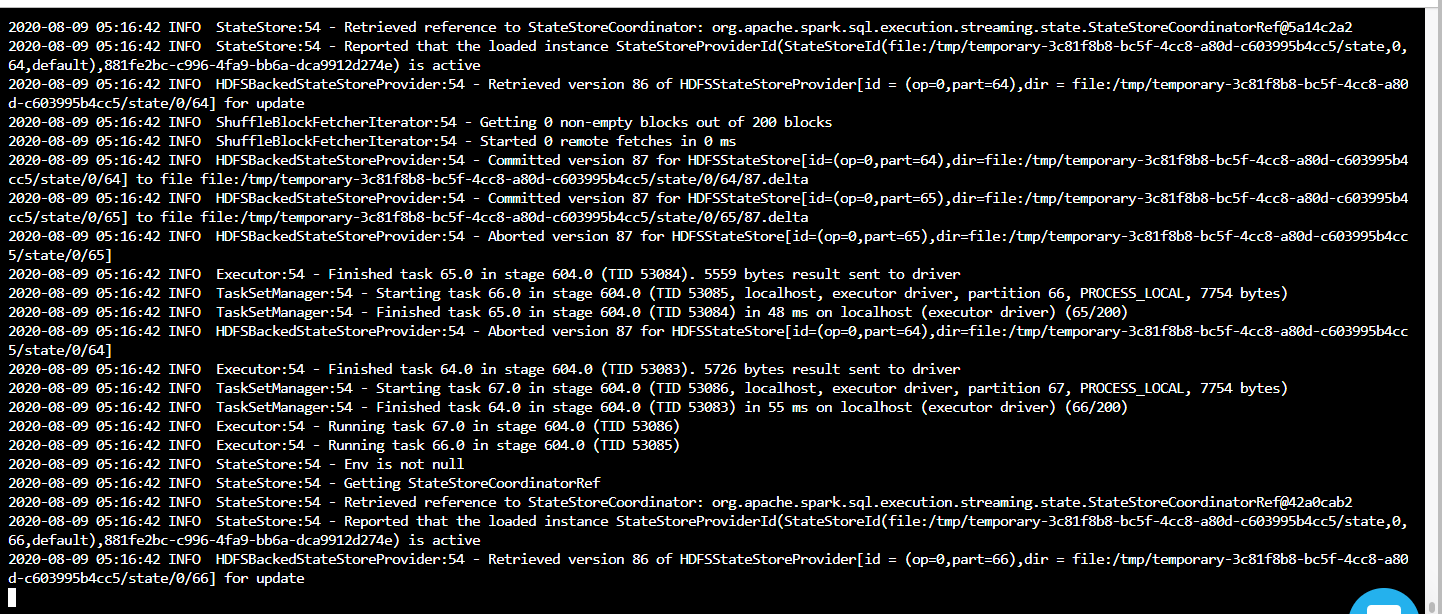 2020-08-09 05:16:42 INFO  StateStore:54 - Retrieved reference to StateStoreCoordinator: org.apache.spark.sql.execution.streaming.state.StateStoreCoordinatorRef@5a14c2a2
2020-08-09 05:16:42 INFO  StateStore:54 - Reported that the loaded instance StateStoreProviderId(StateStoreId(file:/tmp/temporary-3c81f8b8-bc5f-4cc8-a80d-c603995b4cc5/state,0,
64,default),881fe2bc-c996-4fa9-bb6a-dca9912d274e) is active
2020-08-09 05:16:42 INFO  HDFSBackedStateStoreProvider:54 - Retrieved version 86 of HDFSStateStoreProvider[id = (op=0,part=64),dir = file:/tmp/temporary-3c81f8b8-bc5f-4cc8-a80
d-c603995b4cc5/state/0/64] for update
2020-08-09 05:16:42 INFO  ShuffleBlockFetcherIterator:54 - Getting 0 non-empty blocks out of 200 blocks
2020-08-09 05:16:42 INFO  ShuffleBlockFetcherIterator:54 - Started 0 remote fetches in 0 ms
2020-08-09 05:16:42 INFO  HDFSBackedStateStoreProvider:54 - Committed version 87 for HDFSStateStore[id=(op=0,part=64),dir=file:/tmp/temporary-3c81f8b8-bc5f-4cc8-a80d-c603995b4
cc5/state/0/64] to file file:/tmp/temporary-3c81f8b8-bc5f-4cc8-a80d-c603995b4cc5/state/0/64/87.delta
2020-08-09 05:16:42 INFO  HDFSBackedStateStoreProvider:54 - Committed version 87 for HDFSStateStore[id=(op=0,part=65),dir=file:/tmp/temporary-3c81f8b8-bc5f-4cc8-a80d-c603995b4
cc5/state/0/65] to file file:/tmp/temporary-3c81f8b8-bc5f-4cc8-a80d-c603995b4cc5/state/0/65/87.delta
2020-08-09 05:16:42 INFO  HDFSBackedStateStoreProvider:54 - Aborted version 87 for HDFSStateStore[id=(op=0,part=65),dir=file:/tmp/temporary-3c81f8b8-bc5f-4cc8-a80d-c603995b4cc
5/state/0/65]
2020-08-09 05:16:42 INFO  Executor:54 - Finished task 65.0 in stage 604.0 (TID 53084). 5559 bytes result sent to driver
2020-08-09 05:16:42 INFO  TaskSetManager:54 - Starting task 66.0 in stage 604.0 (TID 53085, localhost, executor driver, partition 66, PROCESS_LOCAL, 7754 bytes)
2020-08-09 05:16:42 INFO  TaskSetManager:54 - Finished task 65.0 in stage 604.0 (TID 53084) in 48 ms on localhost (executor driver) (65/200)
2020-08-09 05:16:42 INFO  HDFSBackedStateStoreProvider:54 - Aborted version 87 for HDFSStateStore[id=(op=0,part=64),dir=file:/tmp/temporary-3c81f8b8-bc5f-4cc8-a80d-c603995b4cc
5/state/0/64]
2020-08-09 05:16:42 INFO  Executor:54 - Finished task 64.0 in stage 604.0 (TID 53083). 5726 bytes result sent to driver
2020-08-09 05:16:42 INFO  TaskSetManager:54 - Starting task 67.0 in stage 604.0 (TID 53086, localhost, executor driver, partition 67, PROCESS_LOCAL, 7754 bytes)
2020-08-09 05:16:42 INFO  TaskSetManager:54 - Finished task 64.0 in stage 604.0 (TID 53083) in 55 ms on localhost (executor driver) (66/200)
2020-08-09 05:16:42 INFO  Executor:54 - Running task 67.0 in stage 604.0 (TID 53086)
2020-08-09 05:16:42 INFO  Executor:54 - Running task 66.0 in stage 604.0 (TID 53085)
2020-08-09 05:16:42 INFO  StateStore:54 - Env is not null
2020-08-09 05:16:42 INFO  StateStore:54 - Getting StateStoreCoordinatorRef
2020-08-09 05:16:42 INFO  StateStore:54 - Retrieved reference to StateStoreCoordinator: org.apache.spark.sql.execution.streaming.state.StateStoreCoordinatorRef@42a0cab2
2020-08-09 05:16:42 INFO  StateStore:54 - Reported that the loaded instance StateStoreProviderId(StateStoreId(file:/tmp/temporary-3c81f8b8-bc5f-4cc8-a80d-c603995b4cc5/state,0,
66,default),881fe2bc-c996-4fa9-bb6a-dca9912d274e) is active
2020-08-09 05:16:42 INFO  HDFSBackedStateStoreProvider:54 - Retrieved version 86 of HDFSStateStoreProvider[id = (op=0,part=66),dir = file:/tmp/temporary-3c81f8b8-bc5f-4cc8-a80
d-c603995b4cc5/state/0/66] for update